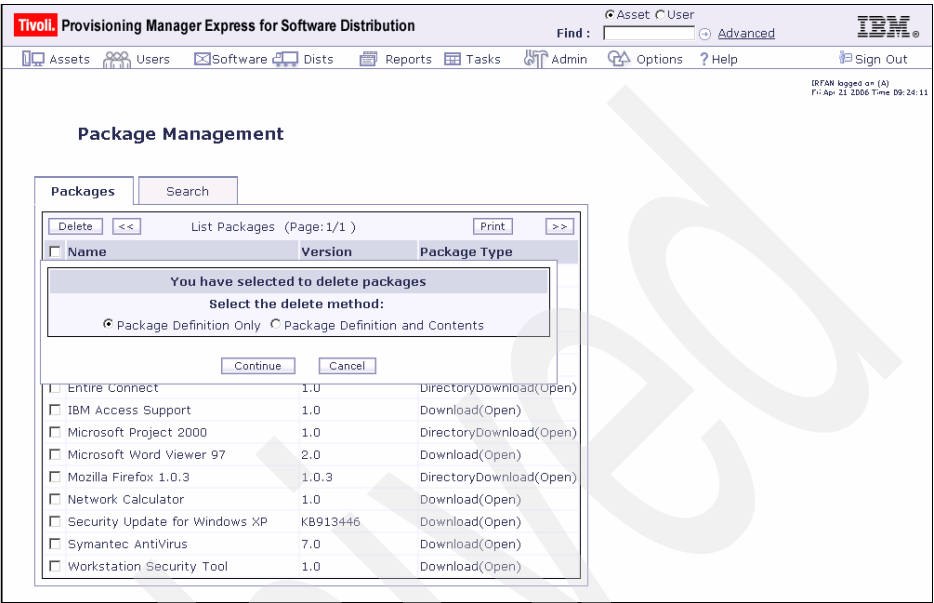 Asset User
Tivoli. Provisioning Manager Express for Software Distribution
Find : Advanced
IBM®
Assets Users Software Dists Reports Tasks Admin Options ? Help Sign Out
IRFAN logged on (A)
Fri Apr 21 2006 Time 09:24:11
Package Management
Packages Search
Delete << List Packages (Page:1/1 ) Print >>
Name Version Package Type
You have selected to delete packages
Select the delete method:
Package Definition Only Package Definition and Contents
Continue Cancel
Entire Connect 1.0 DirectoryDownload(Open)
IBM Access Support 1.0 Download(Open)
Microsoft Project 2000 1.0 DirectoryDownload(Open)
Microsoft Word Viewer 97 2.0 Download(Open)
Mozilla Firefox 1.0.3 1.0.3 DirectoryDownload(Open)
Network Calculator 1.0 Download(Open)
Security Update for Windows XP KB913446 Download(Open)
Symantec AntiVirus 7.0 Download(Open)
Workstation Security Tool 1.0 Download(Open)